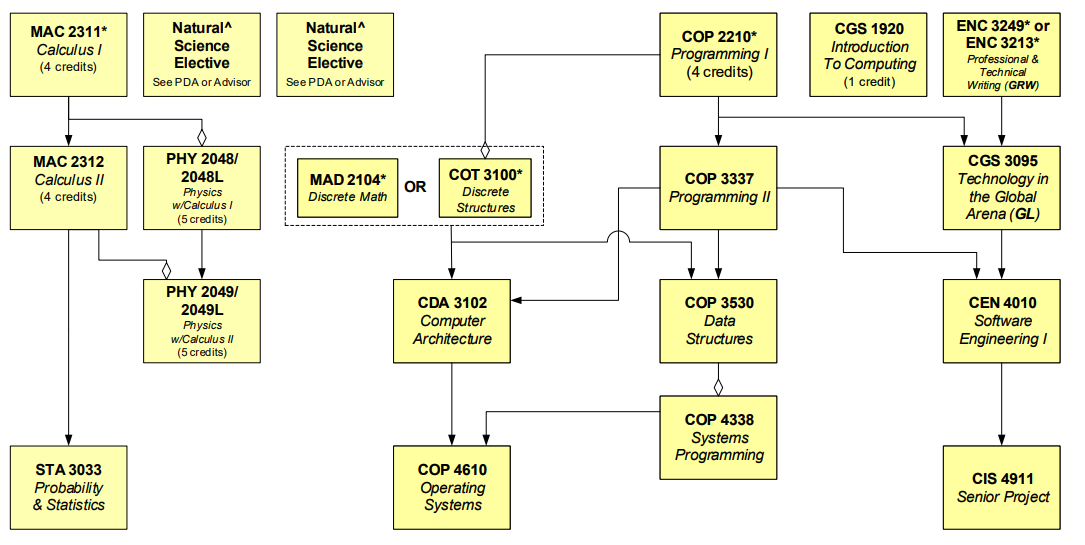 MAC 2311*
Calculus I
(4 credits)
Natural^
Science
Elective
See PDA or Advisor
Natural^
Science
Elective
See PDA or Advisor
COP 2210*
Programming I
(4 credits)
CGS 1920
Introduction
To Computing
(1 credit)
ENC 3249* or
ENC 3213*
Professional &
Technical
Writing (GRW)
MAC 2312
Calculus II
(4 credits)
PHY 2048/
2048L
Physics
w/Calculus I
(5 credits)
MAD 2104*
Discrete Math
OR
COT 3100*
Discrete
Structures
COP 3337
Programming II
CGS 3095
Technology in
the Global
Arena (GL)
PHY 2049/
2049L
Physics
w/Calculus II
(5 credits)
CDA 3102
Computer
Architecture
COP 3530
Data
Structures
CEN 4010
Software
Engineering I
COP 4338
Systems
Programming
STA 3033
Probability
& Statistics
COP 4610
Operating
Systems
CIS 4911
Senior Project